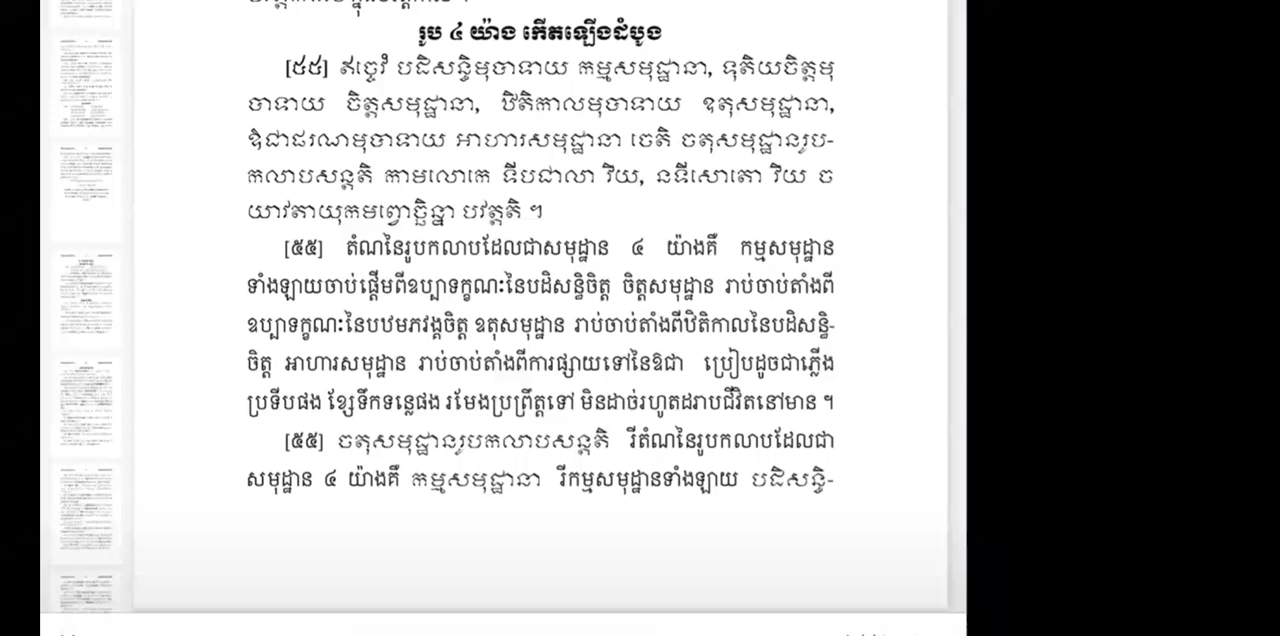 រូប ៤ យ៉ាង កើតឡើងដំបូង
[៥៥] ឥច្ចេវំ បដិសន្ធិមុបាទាយ កម្មសមុដ្ឋានា, ទុតិយចិត្តមុ
បាទាយ ចិត្តសមុដ្ឋានា, ឋិតិកាលមុបាទាយ ឧតុសមុដ្ឋានា,
ឱជាផរណមុបាទាយ អាហារសមុដ្ឋានា ចេតិ ចតុសមុដ្ឋានរូប-
កលាបសន្តតិ កាមលោកេ ទីបជាលា វិយ, នទីសោតោ វិយ ច
យាវតាយុកមព្វោច្ឆិន្នា បវត្តតិ ។
[៥៥] តំណនៃរូបកលាបដែលជាសមុដ្ឋាន ៤ យ៉ាងគឺ កម្មសមុដ្ឋាន
ទាំងឡាយចាប់ផ្តើមពីឧប្បាទក្ខណៈបដិសន្ធិចិត្ត ចិត្តសមុដ្ឋាន រាប់ចាប់តាំងពី
ឧប្បាទក្ខណៈនៃបឋមភវង្គចិត្ត ឧតុសមុដ្ឋាន រាប់ចាប់តាំងពីឋិតិកាលនៃបដិសន្ធិ-
ចិត្ត អាហារសមុដ្ឋាន រាប់ចាប់តាំងពីការផ្សាយទៅនៃឱជា ប្រៀបដូចជាភ្លើង
ប្រទីបផង ខ្សែទឹកទន្លេផង រមែងប្រព្រឹត្តទៅ មិនដាច់រហូតដរាបជីវិតនៅមាន ។
[៥៥] ចតុសមុដ្ឋានរូបកលាបសន្តតិ រីតំណនៃរូបកលាបដែលជា
សមុដ្ឋាន ៤ យ៉ាងគឺ កម្មសមុដ្ឋានា រីកម្មសមុដ្ឋានទាំងឡាយ បដិសន្ធិ-